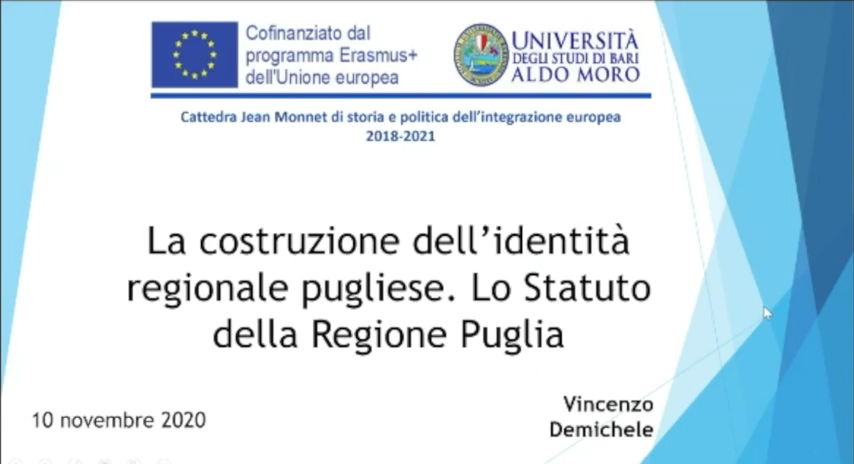 Cofinanziato dal
programma Erasmus+
dell'Unione europea
UNIVERSITÀ
DEGLI STUDI DI BARI
ALDO MORO
Cattedra Jean Monnet di storia e politica dell'integrazione europea
2018-2021
La costruzione dell'identità
regionale pugliese. Lo Statuto
della Regione Puglia
10 novembre 2020
Vincenzo
Demichele